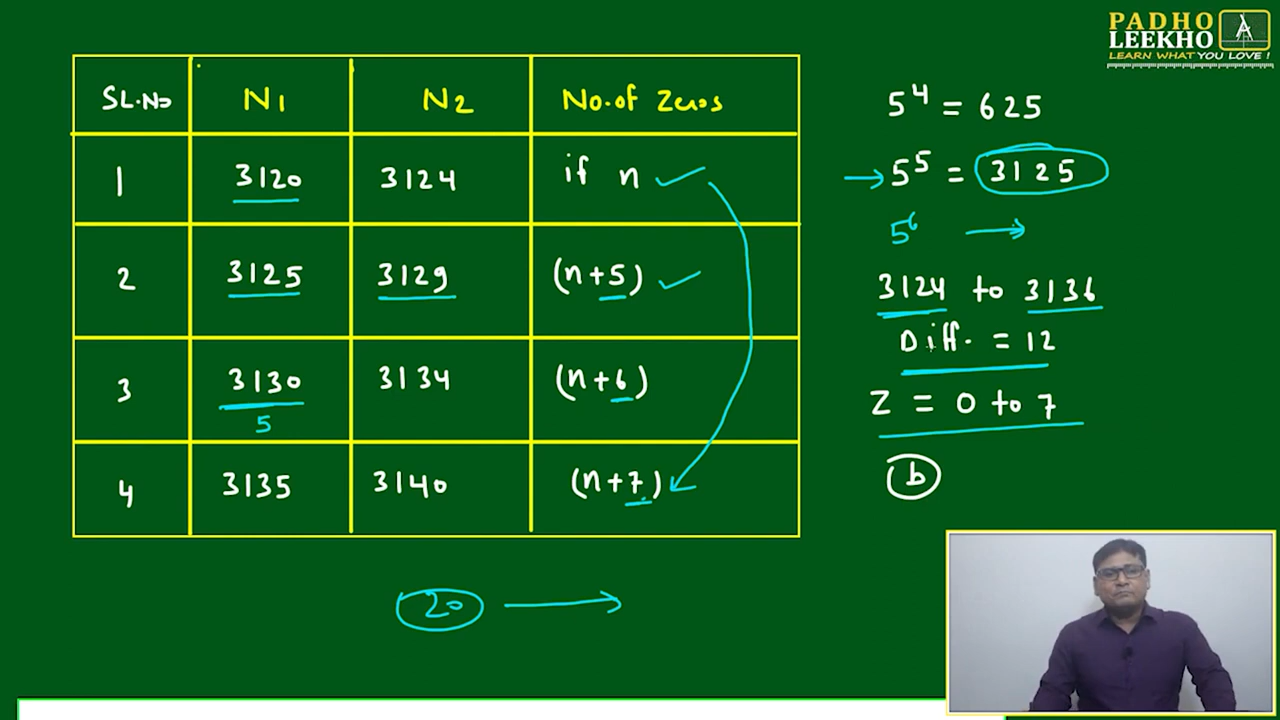 PADHO
LEEKHO
LEARN WHAT YOU LOVE !
SL.No N1 N2 No.of Zeros
1 3120 3124 if n
2 3125 3129 (n+5)
3 3130 3134 (n+6)
5
4 3135 3140 (n+7)
20
5^4 = 625
5^5 = 3125
5^6
3124 to 3136
Diff. = 12
Z = 0 to 7
b